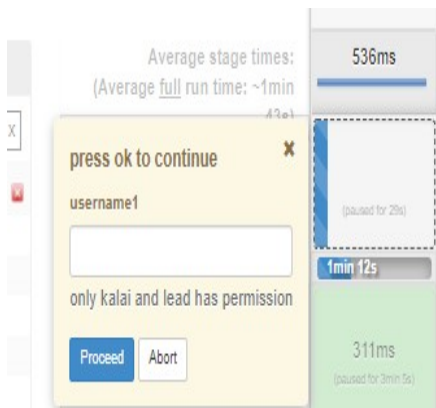 Average stage times:
(Average full run time: ~1min
43s)
536ms
X
press ok to continue
×
username1
only kalai and lead has permission
Proceed
Abort
(paused for 29s)
1min 12s
311ms
(paused for 3min 5s)